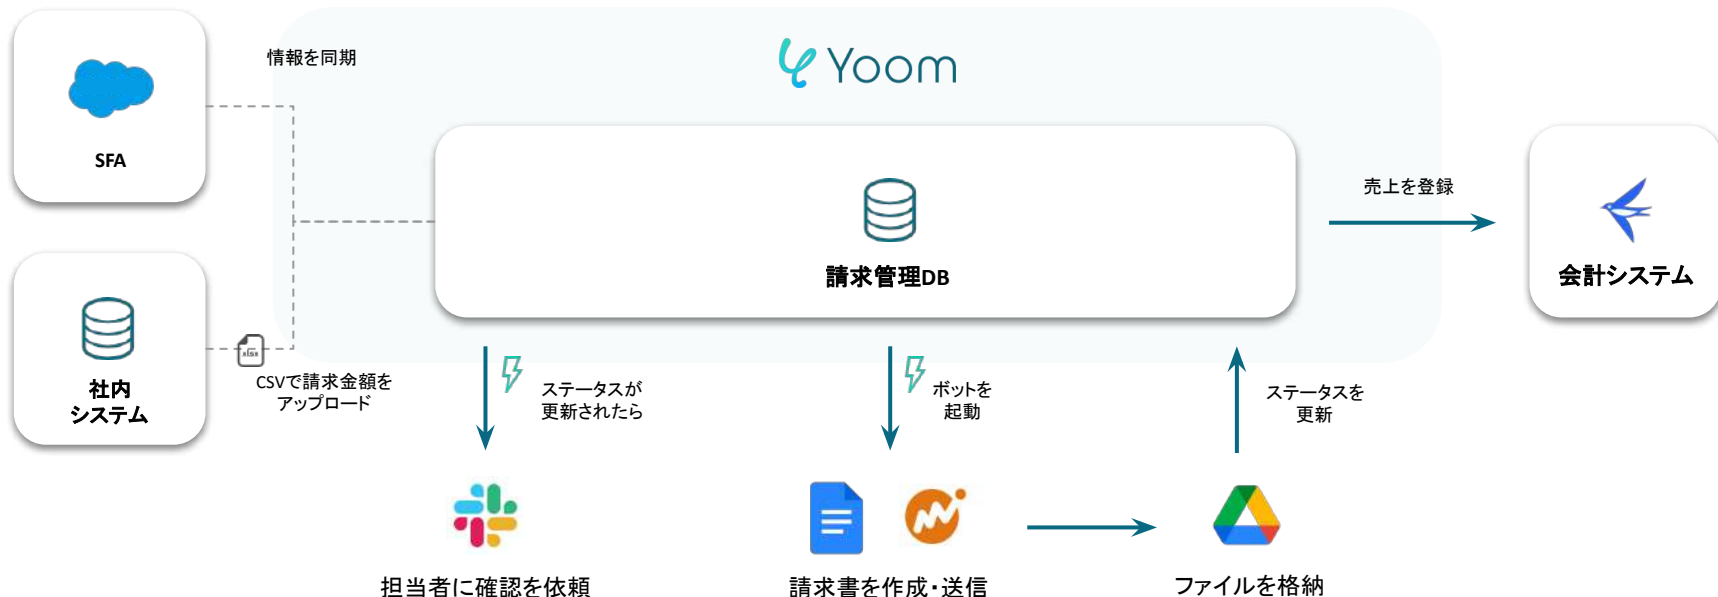 情報を同期
Yoom
SFA
請求管理DB
売上を登録
会計システム
社内
システム
xlsx
CSVで請求金額を
アップロード
ステータスが
更新されたら
ボットを
起動
ステータスを
更新
担当者に確認を依頼
請求書を作成・送信
ファイルを格納